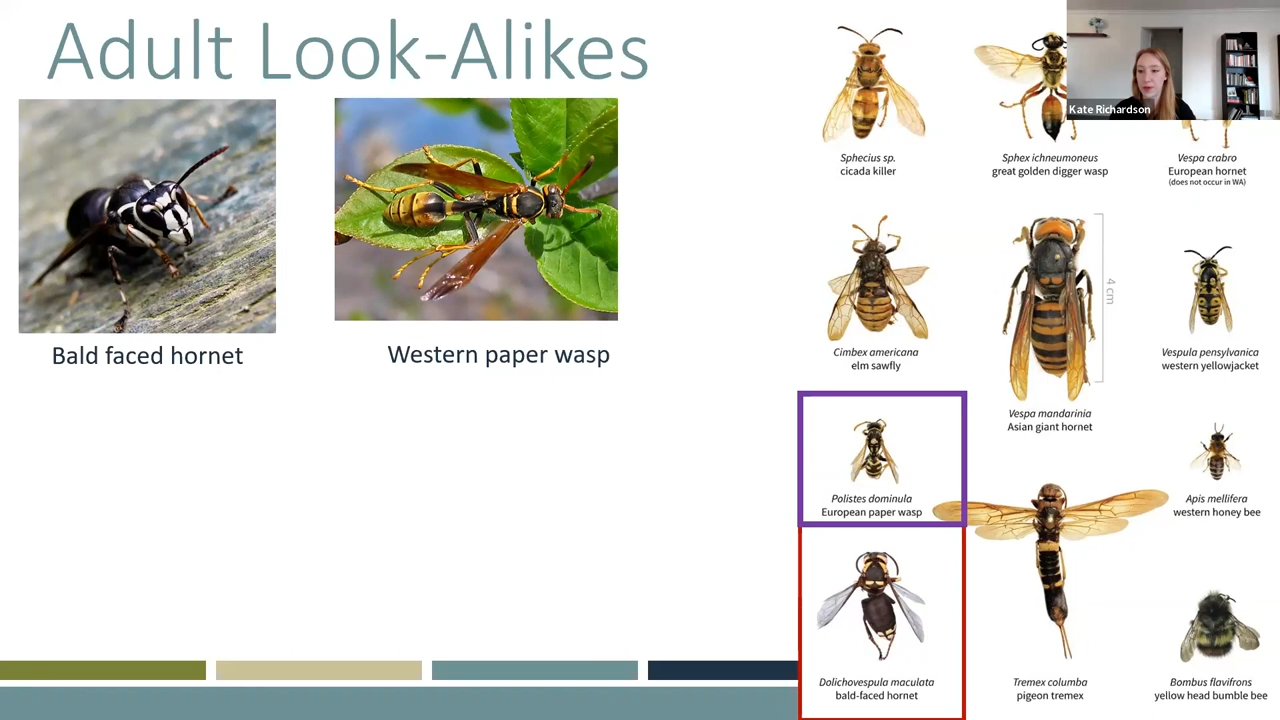 Adult Look-Alikes
Bald faced hornet
Western paper wasp
Kate Richardson
Sphecius sp.
cicada killer
Sphex ichneumoneus
great golden digger wasp
Vespa crabro
European hornet
(does not occur in WA)
Cimbex americana
elm sawfly
4 cm
Vespa mandarinia
Asian giant hornet
Vespula pensylvanica
western yellowjacket
Polistes dominula
European paper wasp
Apis mellifera
western honey bee
Dolichovespula maculata
bald-faced hornet
Tremex columba
pigeon tremex
Bombus flavifrons
yellow head bumble bee